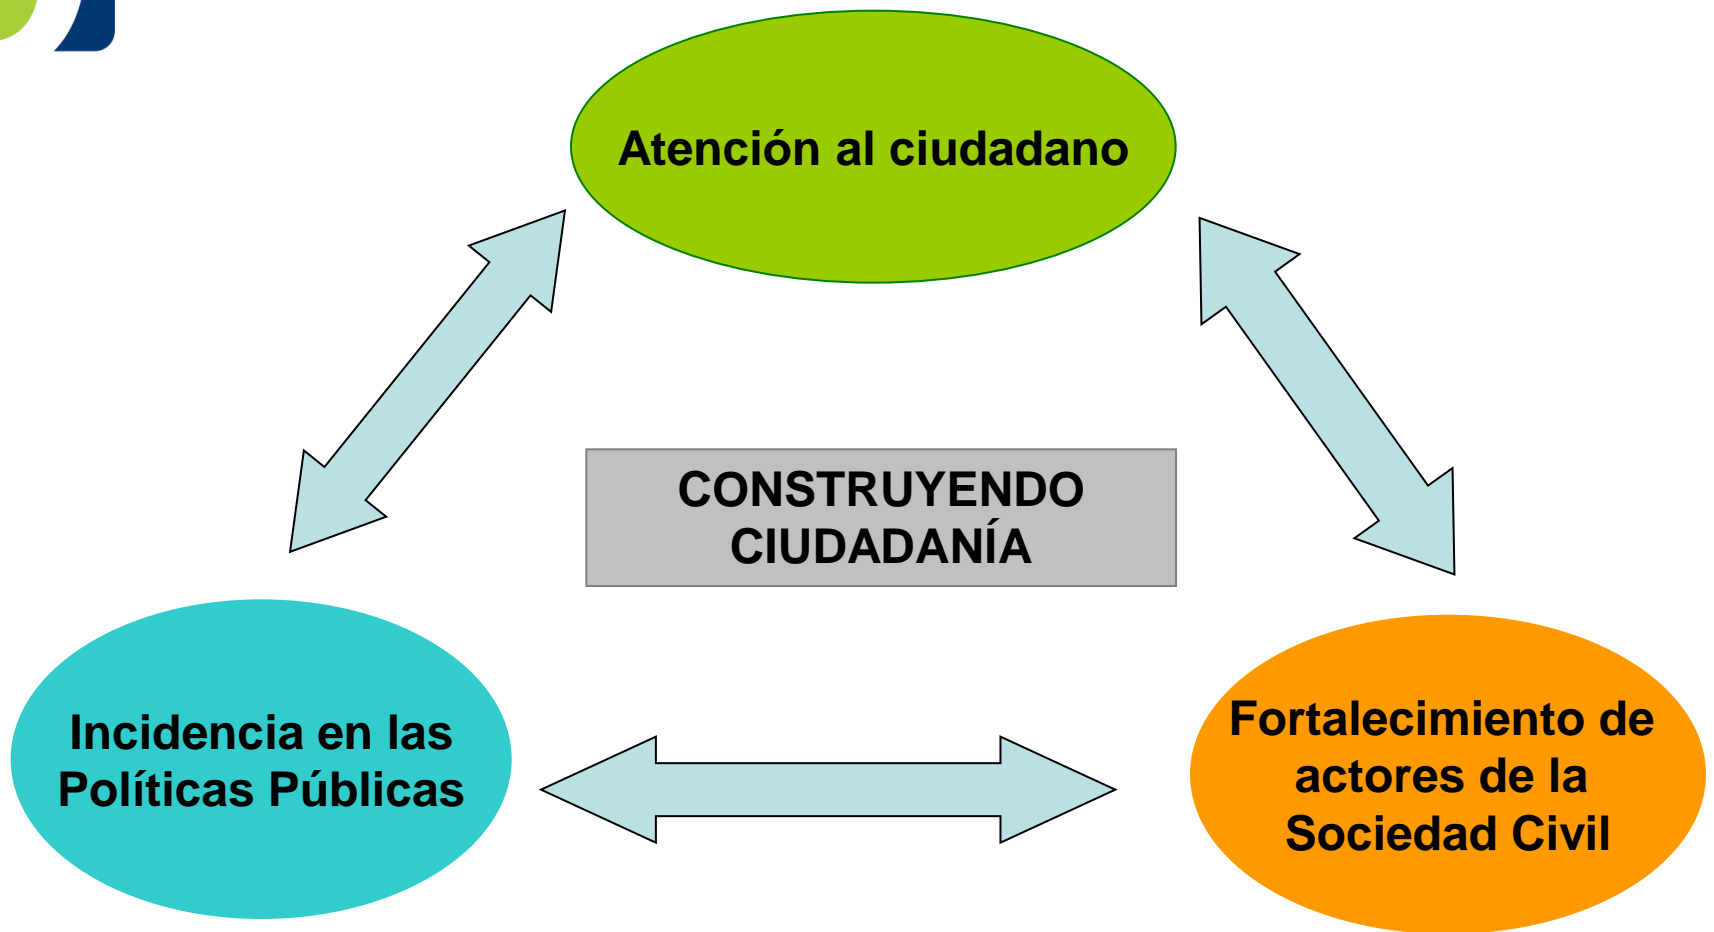 Atención al ciudadano
CONSTRUYENDO
CIUDADANÍA
Incidencia en las
Políticas Públicas
Fortalecimiento de
actores de la
Sociedad Civil